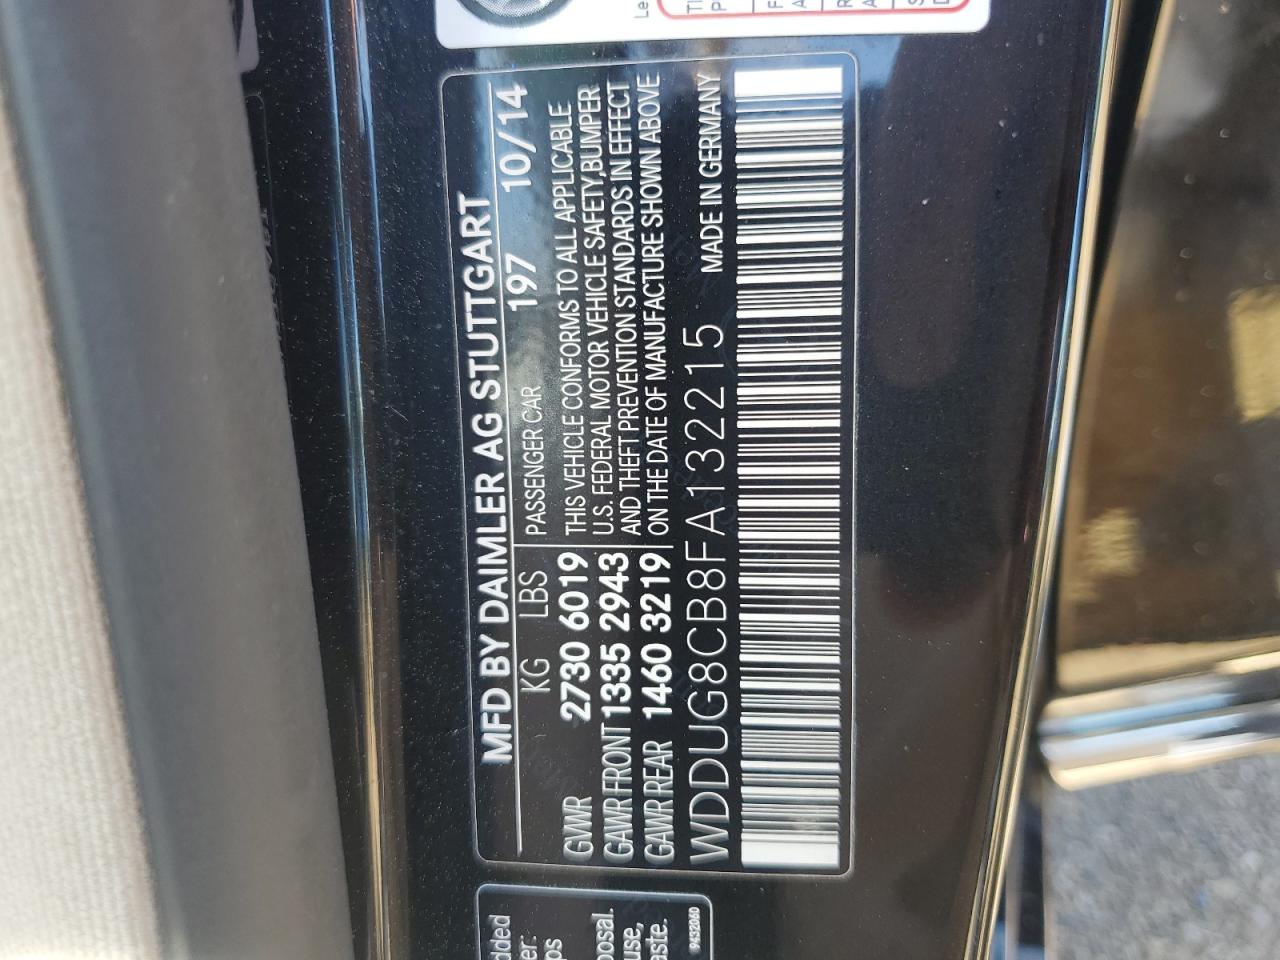 MFD BY DAIMLER AG STUTTGART
KG LBS PASSENGER CAR 197 10/14
GVWR 2730 6019 THIS VEHICLE CONFORMS TO ALL APPLICABLE
U.S. FEDERAL MOTOR VEHICLE SAFETY,BUMPER
GAWR FRONT 1335 2943 AND THEFT PREVENTION STANDARDS IN EFFECT
GAWR REAR 1460 3219 ON THE DATE OF MANUFACTURE SHOWN ABOVE
WDDUG8CB8FA132215 MADE IN GERMANY
Le
9432060